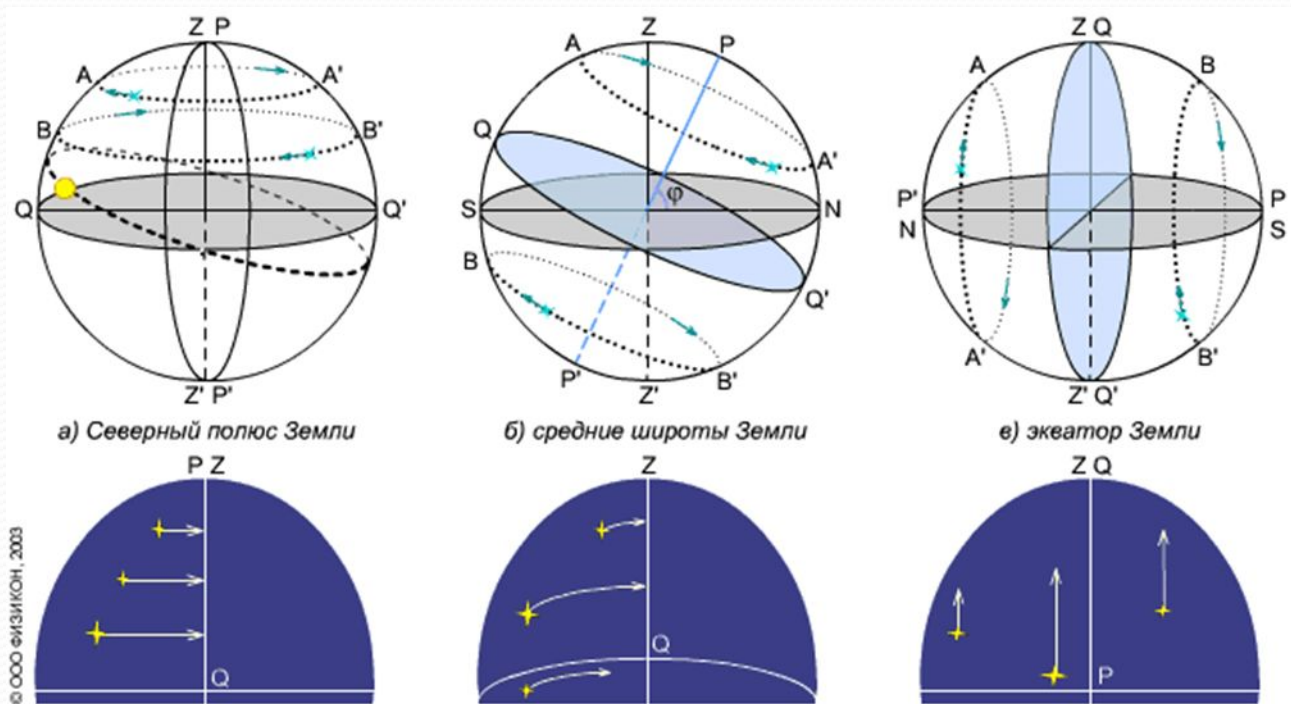 Z P
A
A'
B
B'
Q
Q'
Z' P'
Z
P
A
Q
A'
φ
S
N
B
Q'
P'
B'
Z'
Z Q
A
B
P'
P
N
S
A'
B'
Z' Q'
а) Северный полюс Земли
б) средние широты Земли
в) экватор Земли
P Z
Q
Z
Q
Z Q
P
© ООО ФИЗИКОН, 2003